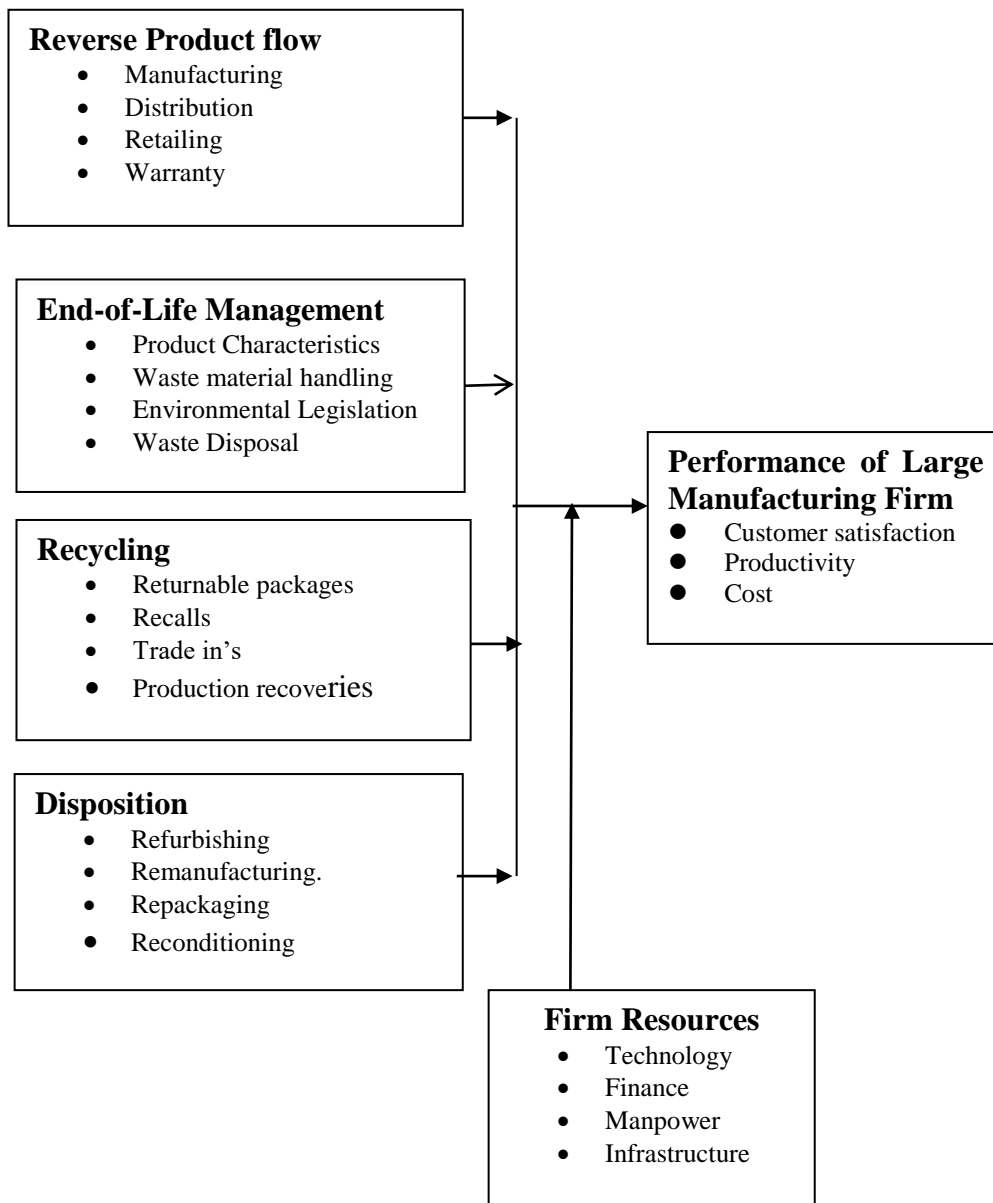 Reverse Product flow
• Manufacturing
• Distribution
• Retailing
• Warranty
End-of-Life Management
• Product Characteristics
• Waste material handling
• Environmental Legislation
• Waste Disposal
Recycling
• Returnable packages
• Recalls
• Trade in’s
• Production recoveries
Disposition
• Refurbishing
• Remanufacturing.
• Repackaging
• Reconditioning
Performance of Large
Manufacturing Firm
● Customer satisfaction
● Productivity
● Cost
Firm Resources
• Technology
• Finance
• Manpower
• Infrastructure